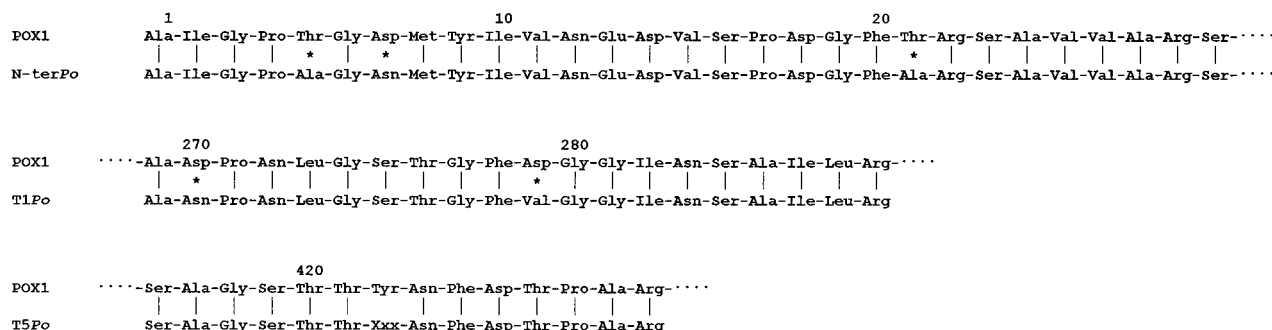 1 10 20
POX1 Ala-Ile-Gly-Pro-Thr-Gly-Asp-Met-Tyr-Ile-Val-Asn-Glu-Asp-Val-Ser-Pro-Asp-Gly-Phe-Thr-Arg-Ser-Ala-Val-Val-Ala-Arg-Ser-····
* * *
N-terPo Ala-Ile-Gly-Pro-Ala-Gly-Asn-Met-Tyr-Ile-Val-Asn-Glu-Asp-Val-Ser-Pro-Asp-Gly-Phe-Ala-Arg-Ser-Ala-Val-Val-Ala-Arg-Ser-····
270 280
POX1 ····-Ala-Asp-Pro-Asn-Leu-Gly-Ser-Thr-Gly-Phe-Asp-Gly-Gly-Ile-Asn-Ser-Ala-Ile-Leu-Arg-····
* *
T1Po Ala-Asn-Pro-Asn-Leu-Gly-Ser-Thr-Gly-Phe-Val-Gly-Gly-Ile-Asn-Ser-Ala-Ile-Leu-Arg
420
POX1 ····-Ser-Ala-Gly-Ser-Thr-Thr-Tyr-Asn-Phe-Asp-Thr-Pro-Ala-Arg-····
T5Po Ser-Ala-Gly-Ser-Thr-Thr-Xxx-Asn-Phe-Asp-Thr-Pro-Ala-Arg